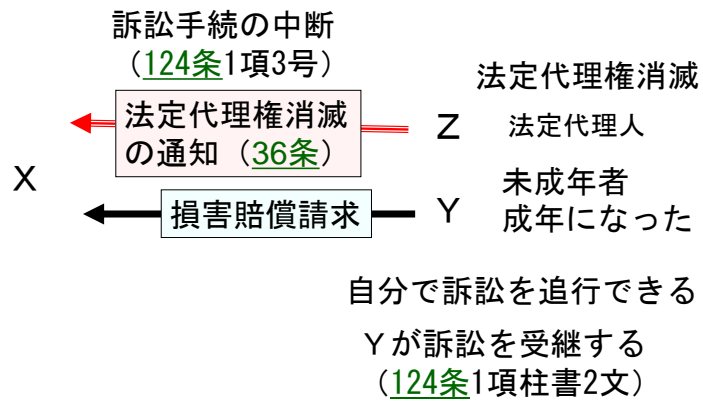 訴訟手続の中断
（124条1項3号）
法定代理権消滅
法定代理権消滅
の通知（36条）
Z 法定代理人
X
損害賠償請求
Y 未成年者
成年になった
自分で訴訟を追行できる
Ｙが訴訟を受継する
（124条1項柱書2文）